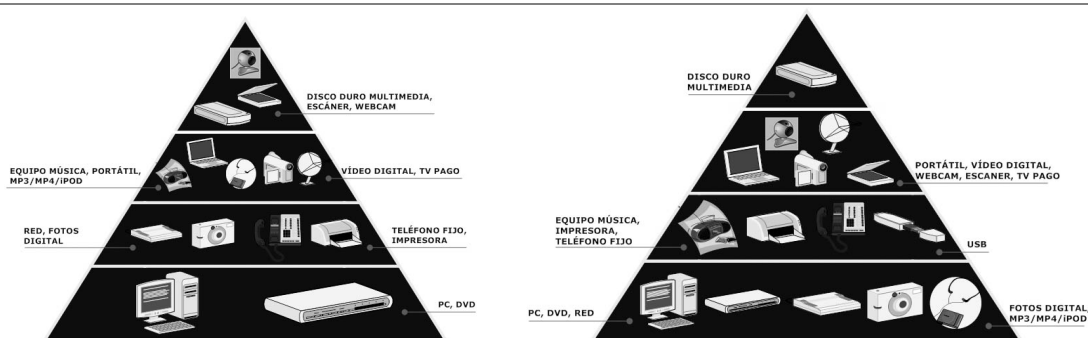 DISCO DURO MULTIMEDIA,
ESCÁNER, WEBCAM
EQUIPO MÚSICA, PORTÁTIL,
MP3/MP4/iPOD
VÍDEO DIGITAL, TV PAGO
RED, FOTOS
DIGITAL
TELÉFONO FIJO,
IMPRESORA
PC, DVD
DISCO DURO
MULTIMEDIA
PORTÁTIL, VÍDEO DIGITAL,
WEBCAM, ESCANER, TV PAGO
EQUIPO MÚSICA,
IMPRESORA,
TELÉFONO FIJO
USB
PC, DVD, RED
FOTOS DIGITAL,
MP3/MP4/iPOD